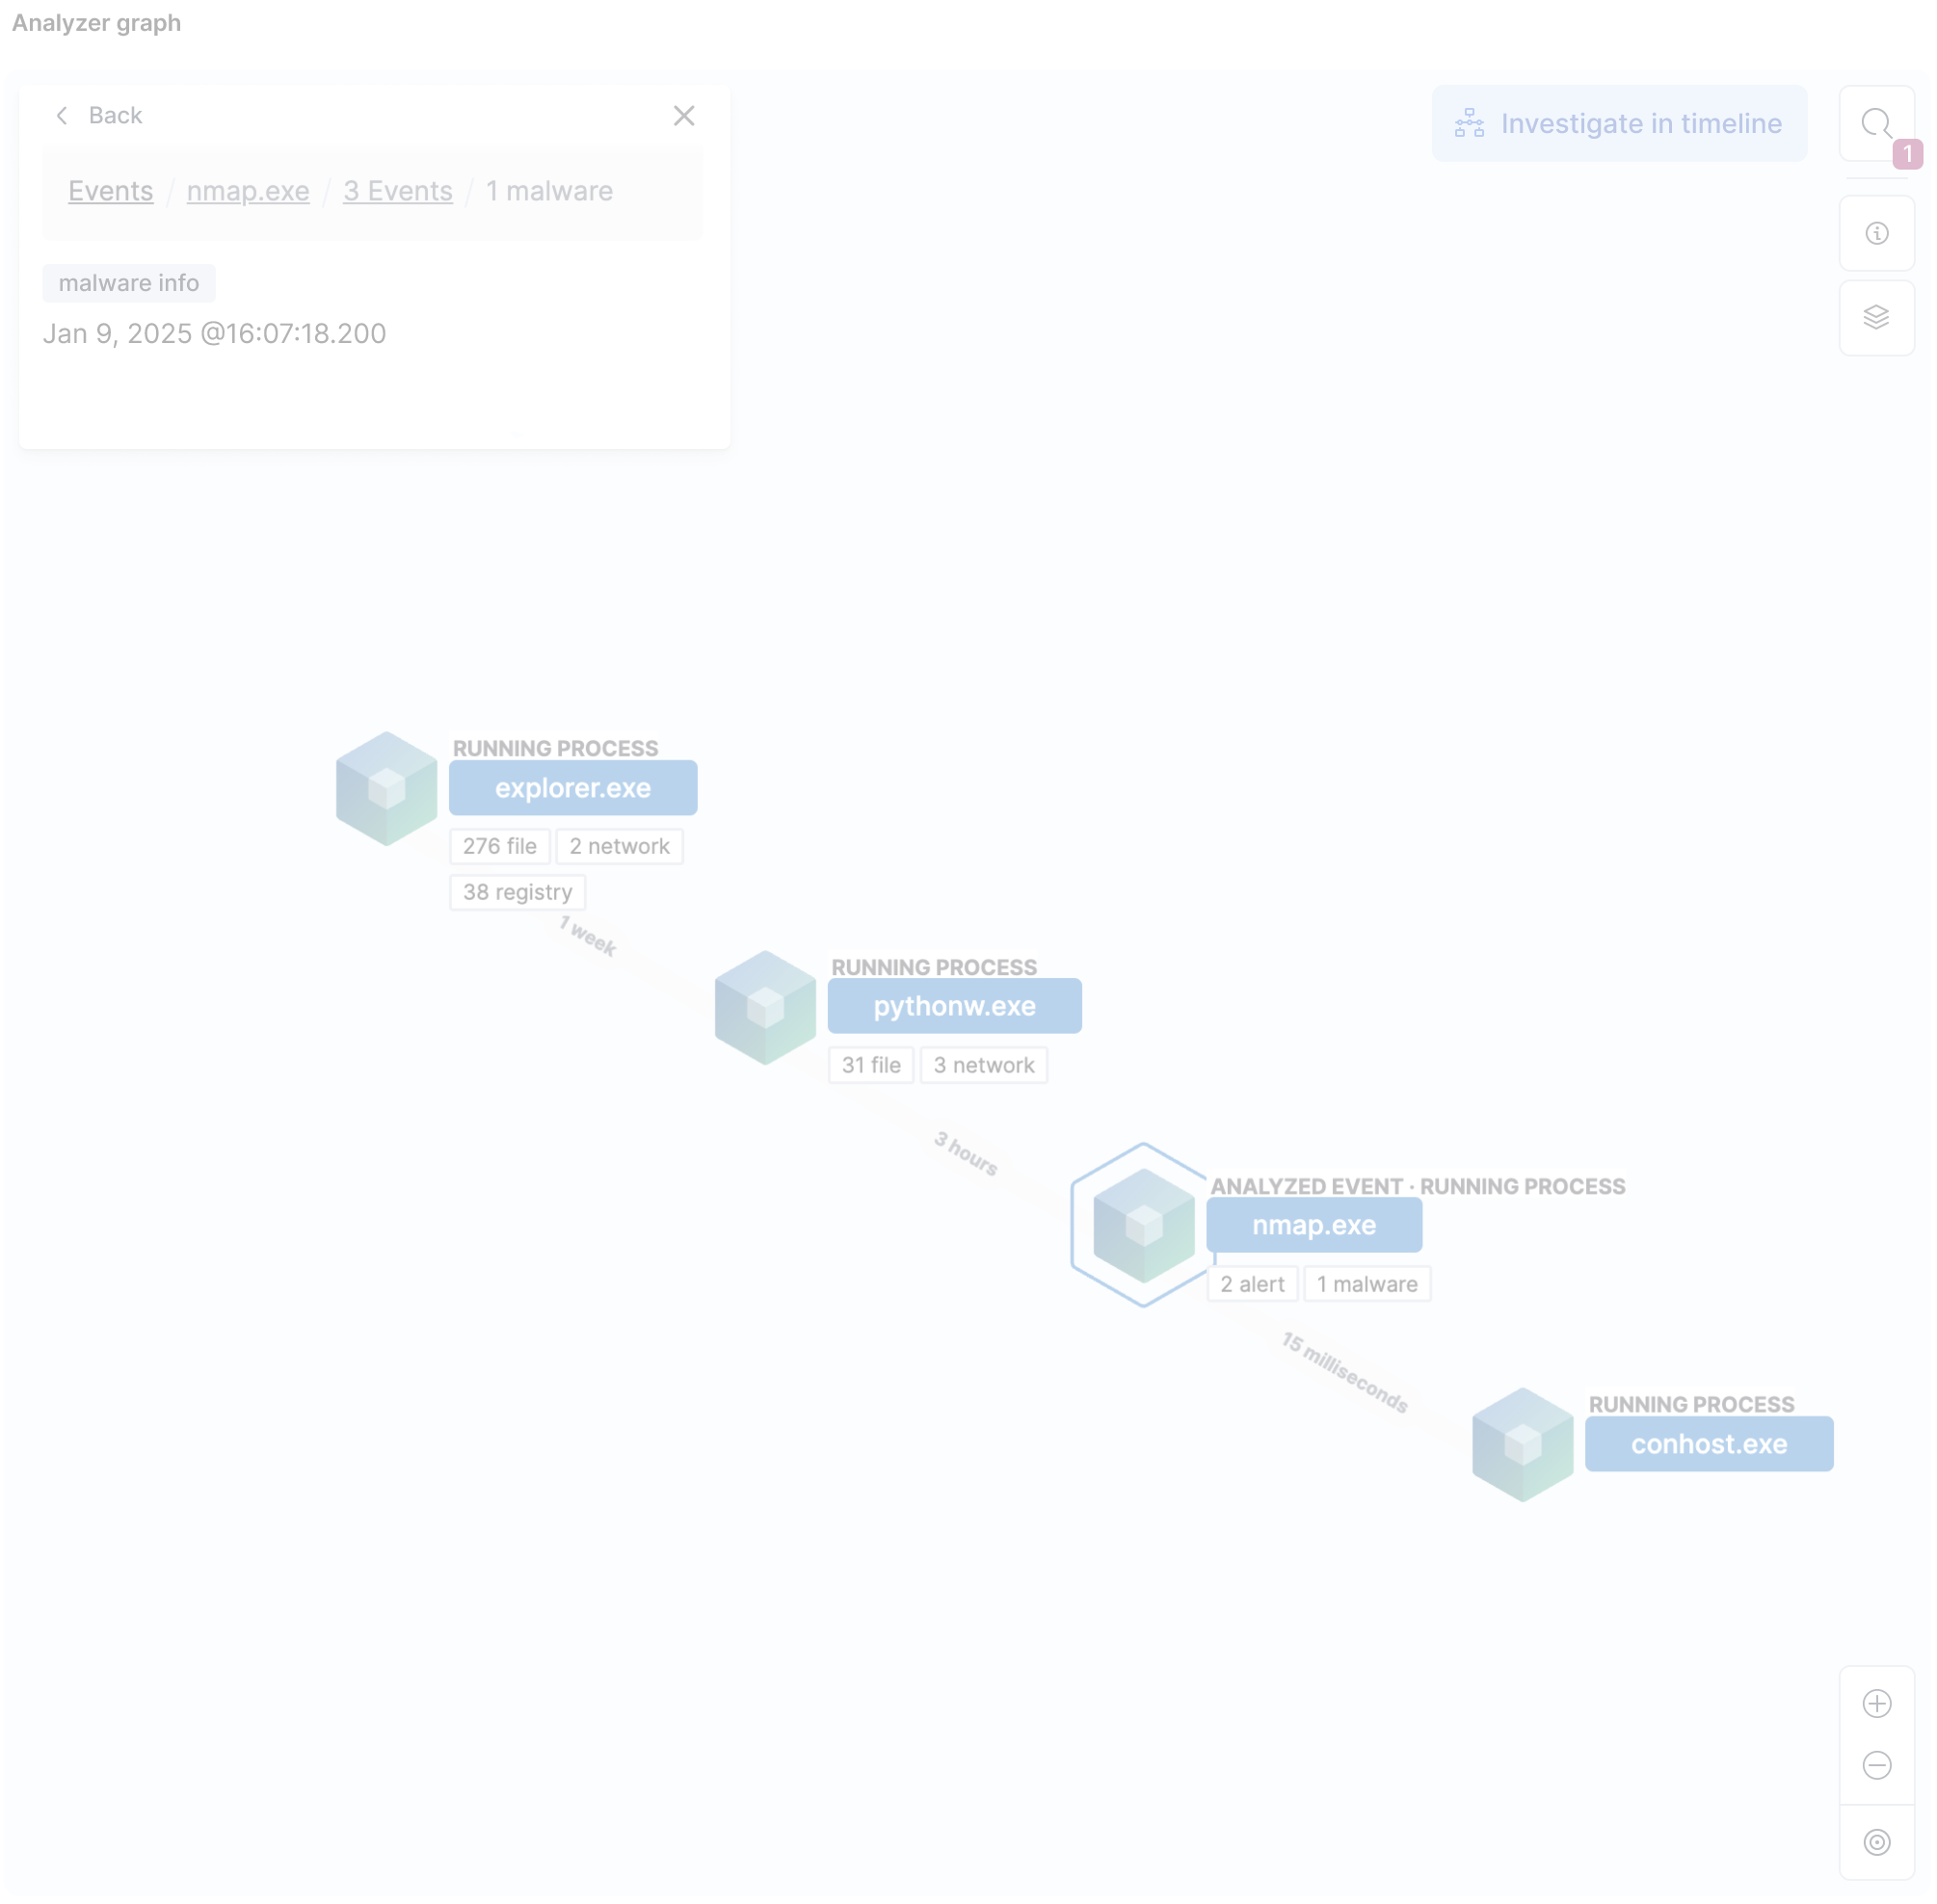 Analyzer graph
Back
Events / nmap.exe / 3 Events / 1 malware
malware info
Jan 9, 2025 @16:07:18.200
Investigate in timeline
1
RUNNING PROCESS
explorer.exe
276 file 2 network
38 registry
1 week
RUNNING PROCESS
pythonw.exe
31 file 3 network
3 hours
ANALYZED EVENT · RUNNING PROCESS
nmap.exe
2 alert 1 malware
15 milliseconds
RUNNING PROCESS
conhost.exe